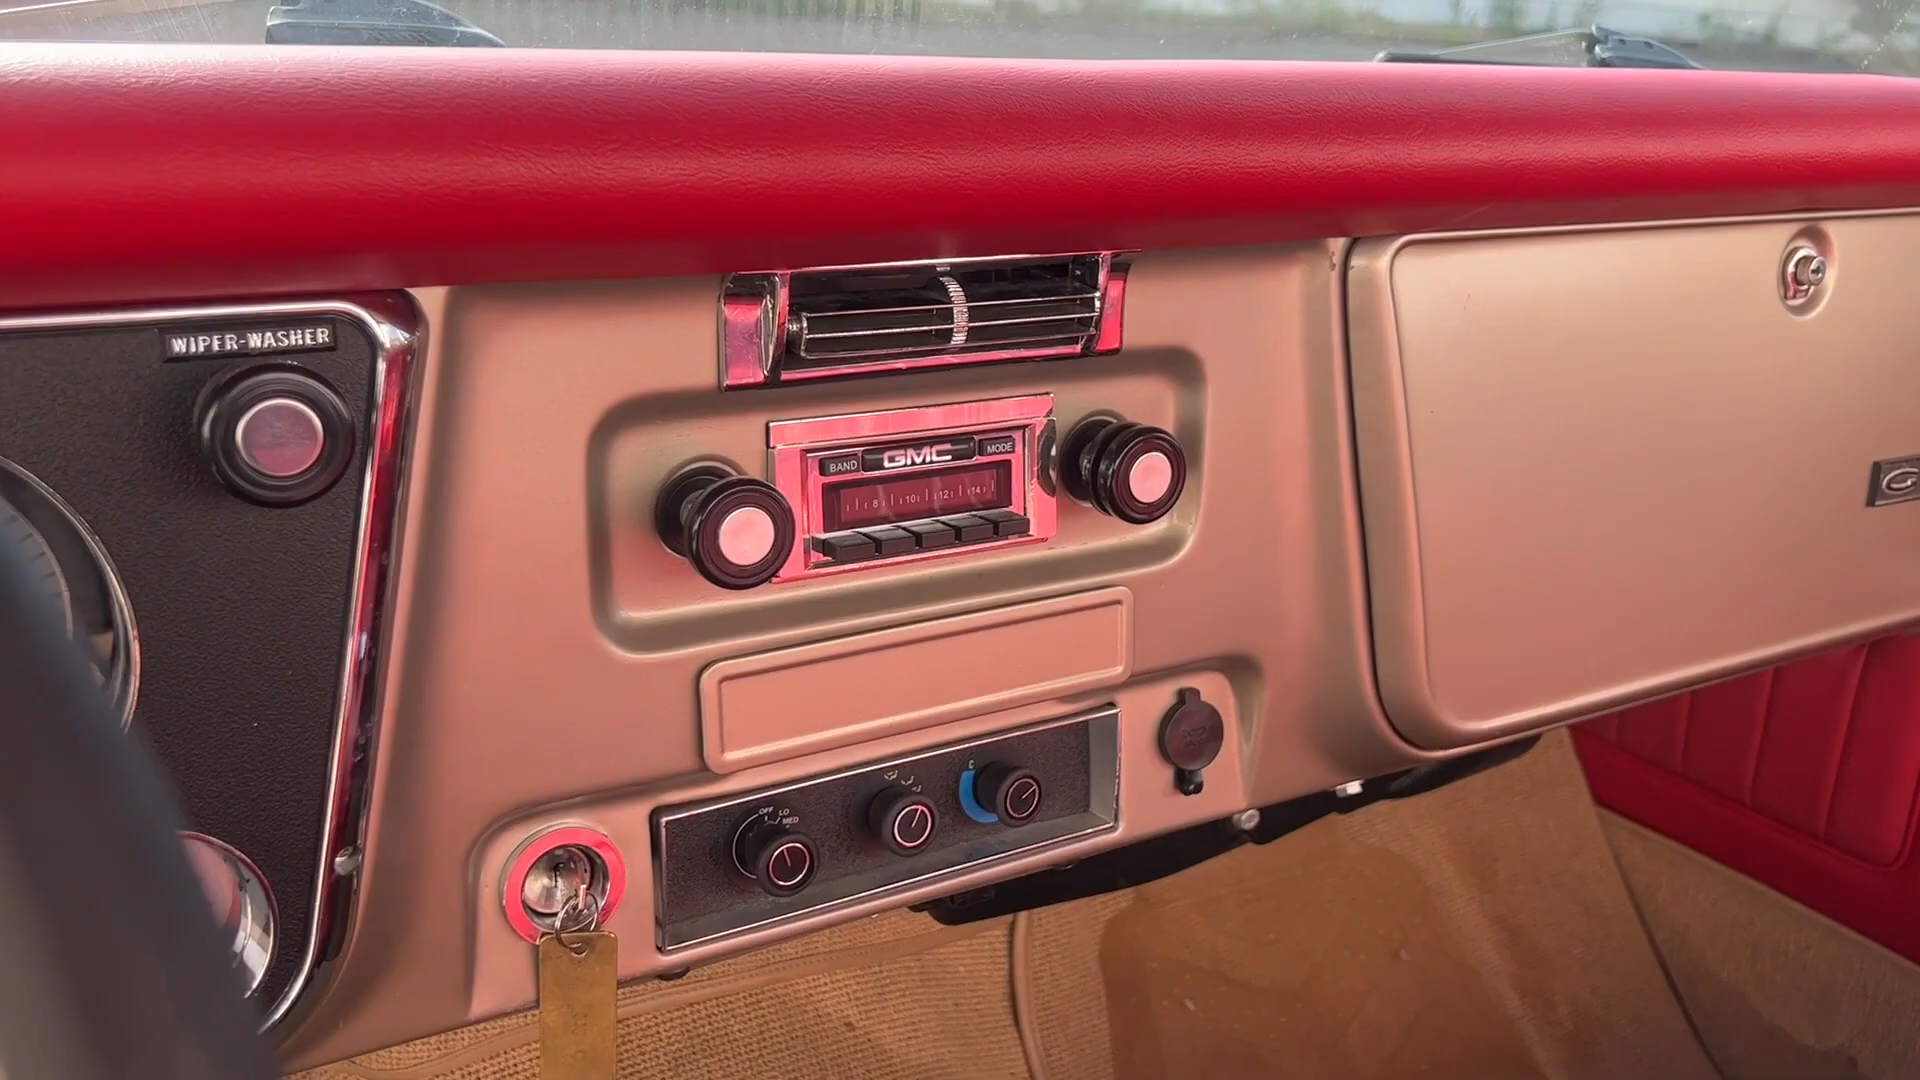 WIPER-WASHER
BAND GMC MODE
8 10 12 14
OFF LO
MED
C